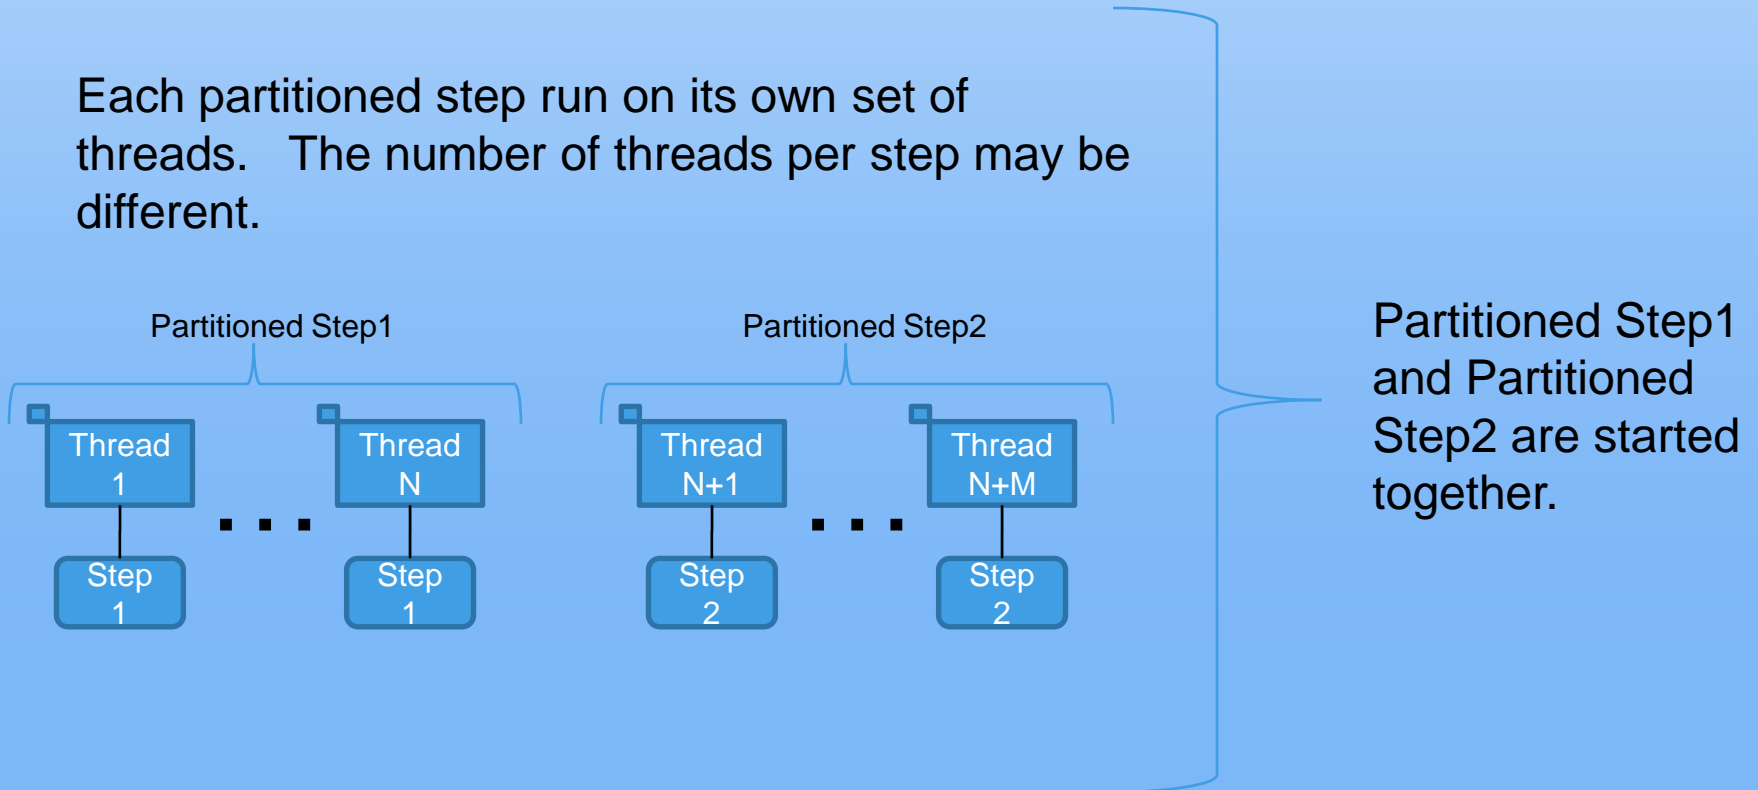 Each partitioned step run on its own set of
threads.   The number of threads per step may be
different.
Partitioned Step1
Partitioned Step2
Thread
1
Thread
N
Thread
N+1
Thread
N+M
. . .
. . .
Step
1
Step
1
Step
2
Step
2
Partitioned Step1
and Partitioned
Step2 are started
together.